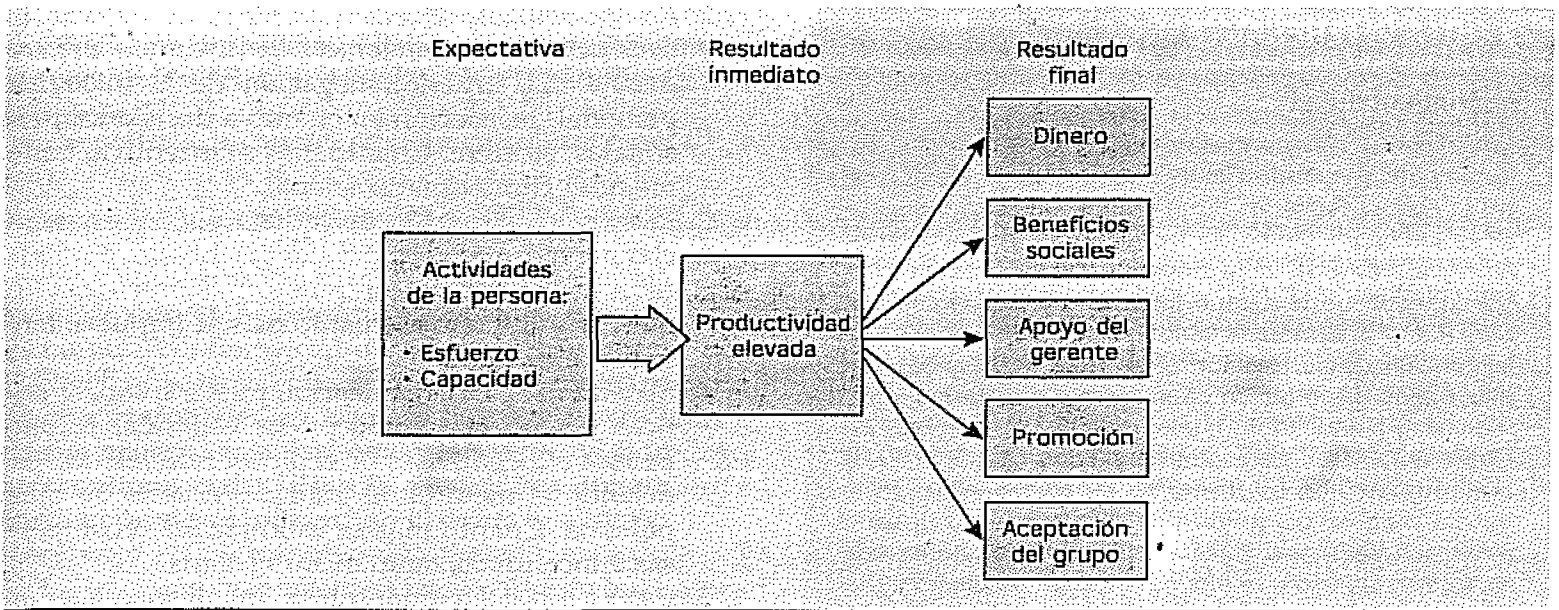 Expectativa
Resultado
inmediato
Resultado
final
Actividades
de la persona:
• Esfuerzo
• Capacidad
Productividad
elevada
Dinero
Beneficios
sociales
Apoyo del
gerente
Promoción
Aceptación
del grupo